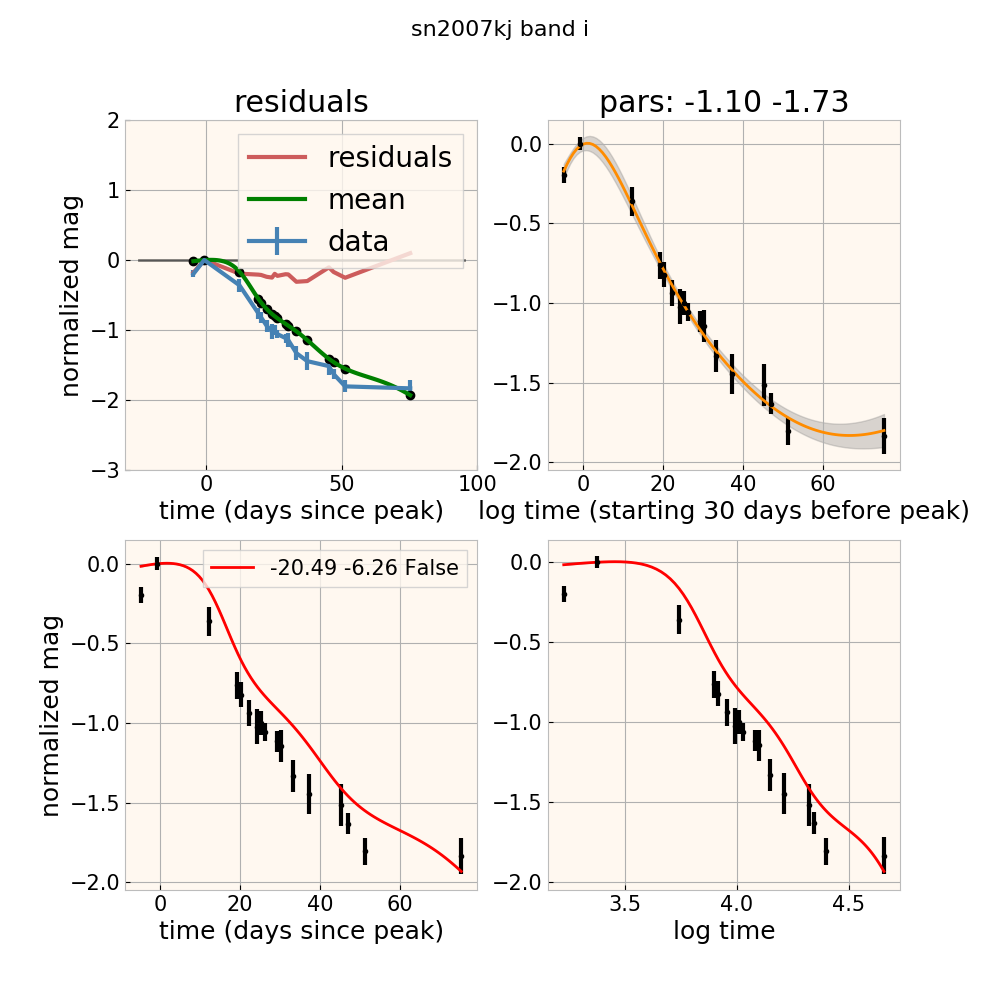 sn2007kj band i
residuals
pars: -1.10 -1.73
normalized mag
2
1
0
−1
−2
−3
residuals
mean
data
0
50
100
time (days since peak)
0.0
−0.5
−1.0
−1.5
−2.0
0
20
40
60
log time (starting 30 days before peak)
normalized mag
0.0
−0.5
−1.0
−1.5
−2.0
-20.49 -6.26 False
0
20
40
60
time (days since peak)
0.0
−0.5
−1.0
−1.5
−2.0
3.5
4.0
4.5
log time